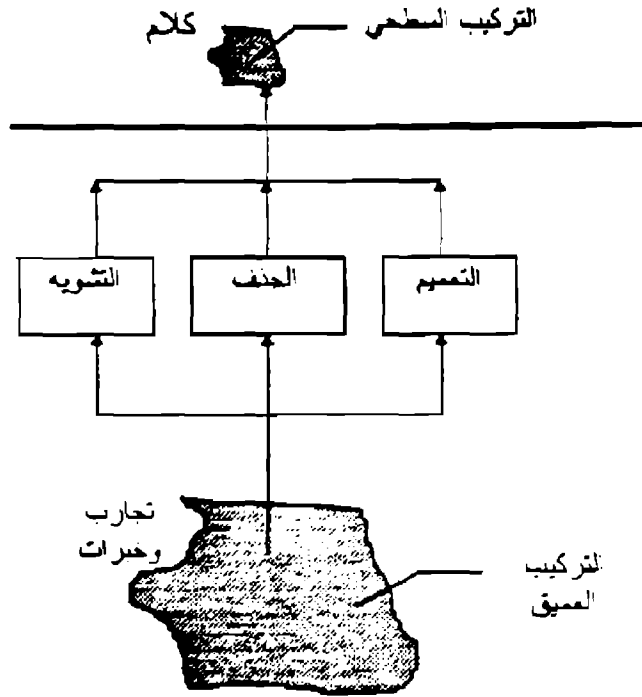 التركيب السطحي
كلام
التعميم
الحذف
التشويه
تجارب
وخبرات
التركيب
العميق